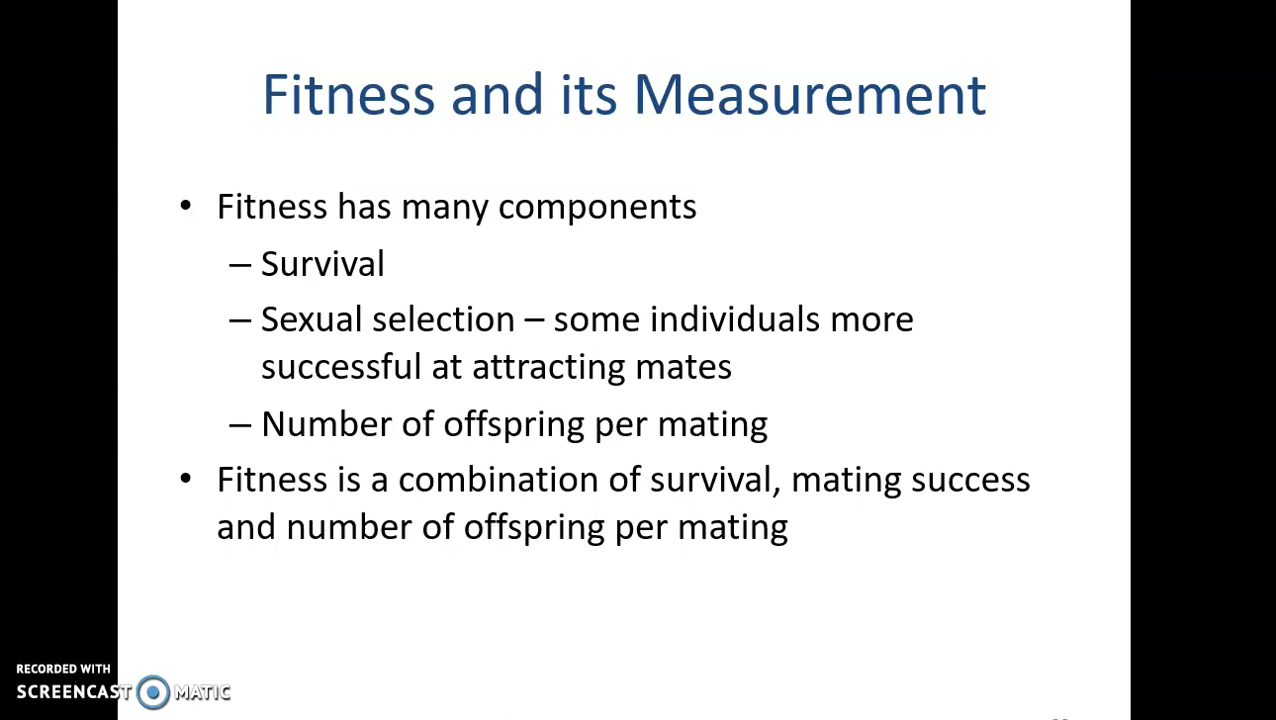 Fitness and its Measurement
• Fitness has many components
– Survival
– Sexual selection – some individuals more
successful at attracting mates
– Number of offspring per mating
• Fitness is a combination of survival, mating success
and number of offspring per mating
RECORDED WITH
SCREENCAST MATIC